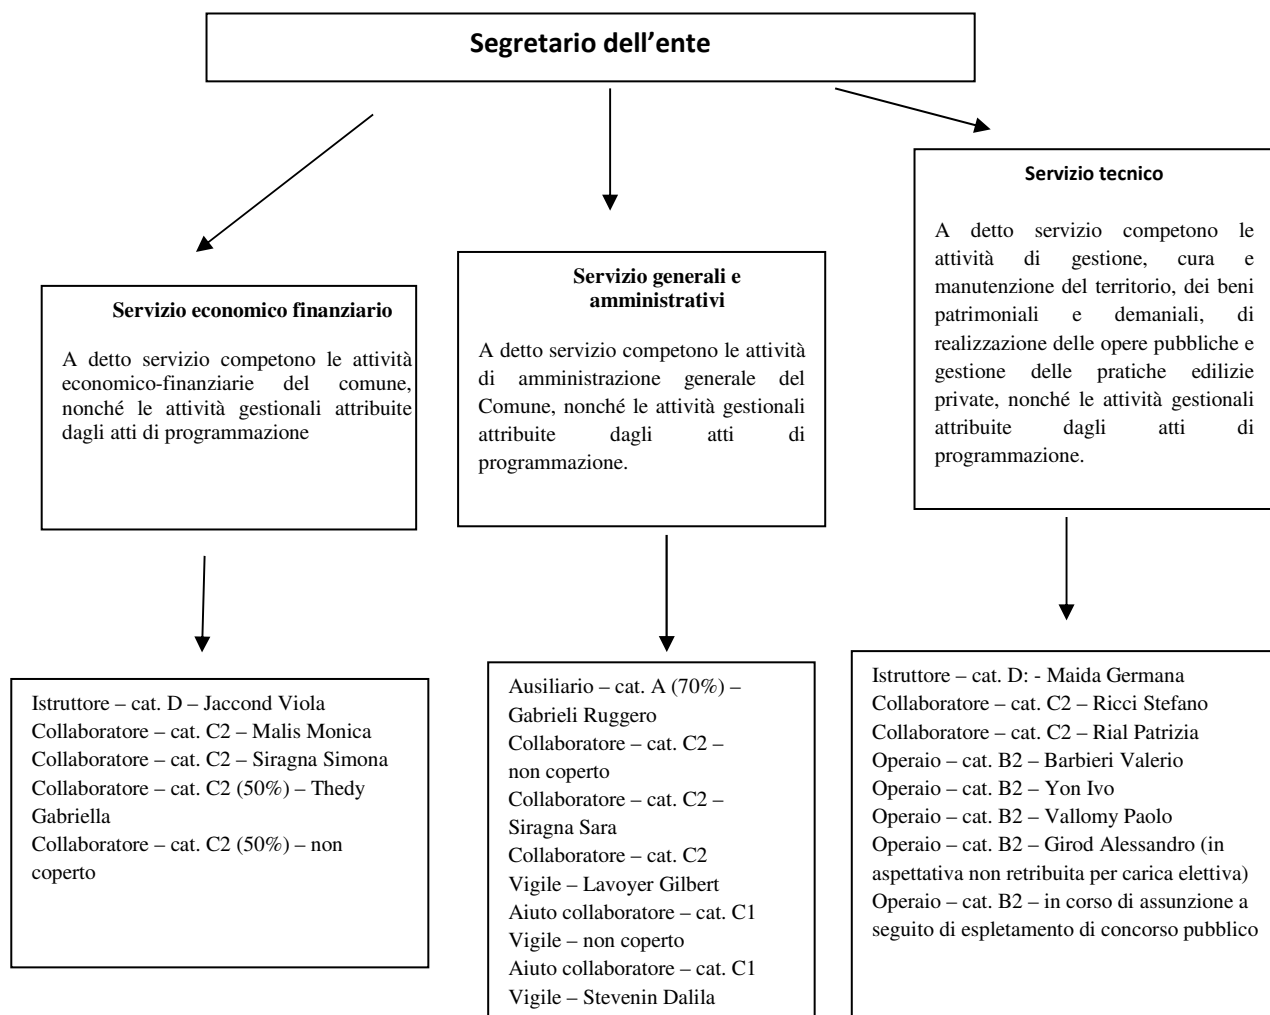 Segretario dell'ente
Servizio economico finanziario
A detto servizio competono le attività
economico-finanziarie del comune,
nonché le attività gestionali attribuite
dagli atti di programmazione
Servizio generali e
amministrativi
A detto servizio competono le attività
di amministrazione generale del
Comune, nonché le attività gestionali
attribuite dagli atti di
programmazione.
Servizio tecnico
A detto servizio competono le
attività di gestione, cura e
manutenzione del territorio, dei beni
patrimoniali e demaniali, di
realizzazione delle opere pubbliche e
gestione delle pratiche edilizie
private, nonché le attività gestionali
attribuite dagli atti di
programmazione.
Istruttore – cat. D – Jaccond Viola
Collaboratore – cat. C2 – Malis Monica
Collaboratore – cat. C2 – Siragna Simona
Collaboratore – cat. C2 (50%) – Thedy
Gabriella
Collaboratore – cat. C2 (50%) – non
coperto
Ausiliario – cat. A (70%) –
Gabrieli Ruggero
Collaboratore – cat. C2 –
non coperto
Collaboratore – cat. C2 –
Siragna Sara
Collaboratore – cat. C2
Vigile – Lavoyer Gilbert
Aiuto collaboratore – cat. C1
Vigile – non coperto
Aiuto collaboratore – cat. C1
Vigile – Stevenin Dalila
Istruttore – cat. D: - Maida Germana
Collaboratore – cat. C2 – Ricci Stefano
Collaboratore – cat. C2 – Rial Patrizia
Operaio – cat. B2 – Barbieri Valerio
Operaio – cat. B2 – Yon Ivo
Operaio – cat. B2 – Vallomy Paolo
Operaio – cat. B2 – Girod Alessandro (in
aspettativa non retribuita per carica elettiva)
Operaio – cat. B2 – in corso di assunzione a
seguito di espletamento di concorso pubblico